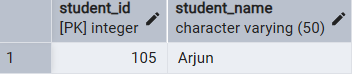 student_id student_name
[PK] integer character varying (50)
1 105 Arjun